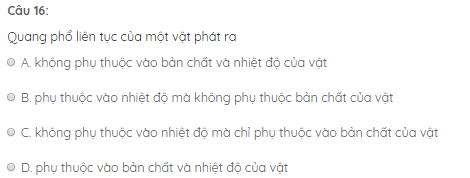 Câu 16:
Quang phổ liên tục của một vật phát ra
A. không phụ thuộc vào bản chất và nhiệt độ của vật
B. phụ thuộc vào nhiệt độ mà không phụ thuộc bản chất của vật
C. không phụ thuộc vào nhiệt độ mà chỉ phụ thuộc vào bản chất của vật
D. phụ thuộc vào bản chất và nhiệt độ của vật